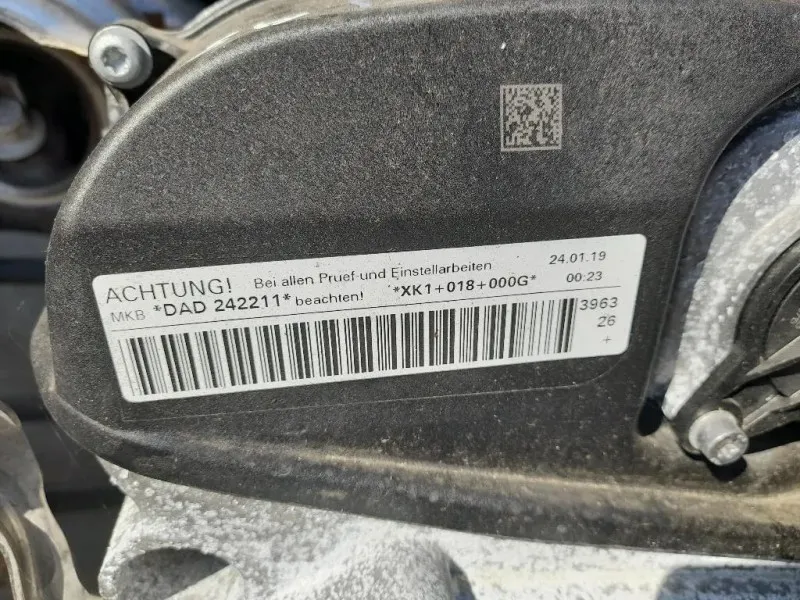 ACHTUNG! Bei allen Pruef-und Einstellarbeiten 24.01.19
MKB *DAD 242211* beachten! *XK1+018+000G* 00:23
3963
26
+